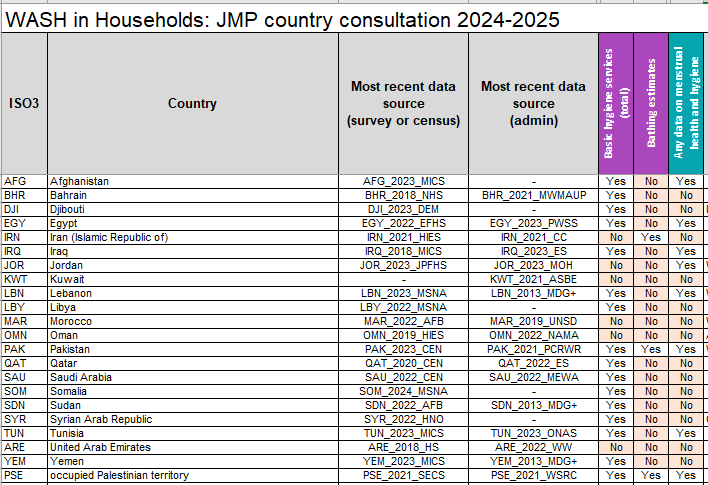 WASH in Households: JMP country consultation 2024-2025
ISO3 Country Most recent data source (survey or census) Most recent data source (admin) Basic hygiene services (total) Bathing estimates Any data on menstrual health and hygiene
AFG Afghanistan AFG_2023_MICS - Yes No Yes
BHR Bahrain BHR_2018_NHS BHR_2021_MWMAUP Yes No No
DJI Djibouti DJI_2023_DEM - Yes No No
EGY Egypt EGY_2022_EFHS EGY_2023_PWSS Yes No Yes
IRN Iran (Islamic Republic of) IRN_2021_HIES IRN_2021_CC No Yes No
IRQ Iraq IRQ_2018_MICS IRQ_2023_ES Yes No Yes
JOR Jordan JOR_2023_JPFHS JOR_2023_MOH No No Yes
KWT Kuwait - KWT_2021_ASBE No No No
LBN Lebanon LBN_2023_MSNA LBN_2013_MDG+ Yes No Yes
LBY Libya LBY_2022_MSNA - Yes No No
MAR Morocco MAR_2022_AFB MAR_2019_UNSD No No No
OMN Oman OMN_2019_HIES OMN_2022_NAMA No No No
PAK Pakistan PAK_2023_CEN PAK_2021_PCRWR Yes Yes Yes
QAT Qatar QAT_2020_CEN QAT_2022_ES Yes No No
SAU Saudi Arabia SAU_2022_CEN SAU_2022_MEWA Yes No No
SOM Somalia SOM_2024_MSNA - Yes No No
SDN Sudan SDN_2022_AFB SDN_2013_MDG+ Yes No No
SYR Syrian Arab Republic SYR_2022_HNO - Yes No No
TUN Tunisia TUN_2023_MICS TUN_2023_ONAS Yes No Yes
ARE United Arab Emirates ARE_2018_HS ARE_2022_WW No No No
YEM Yemen YEM_2023_MICS YEM_2013_MDG+ Yes No No
PSE occupied Palestinian territory PSE_2021_SECS PSE_2021_WSRC Yes Yes Yes